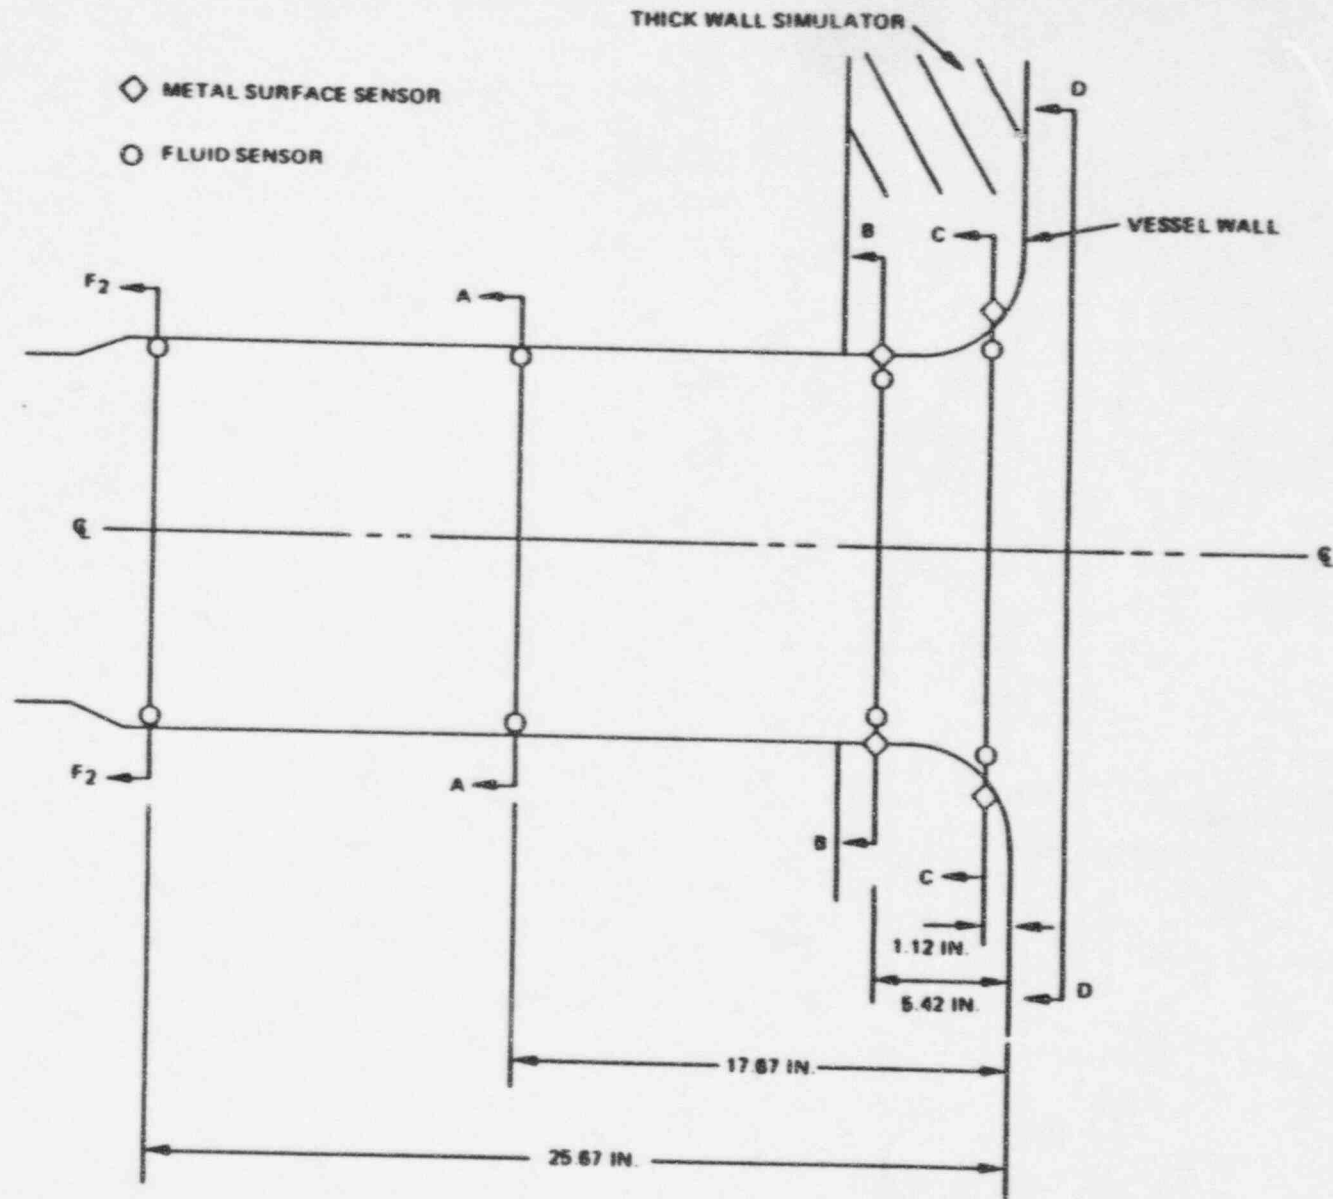 THICK WALL SIMULATOR
METAL SURFACE SENSOR
FLUID SENSOR
D
VESSEL WALL
B
C
F2
A
℄
℄
F2
A
B
C
1.12 IN.
D
5.42 IN.
17.67 IN.
25.67 IN.